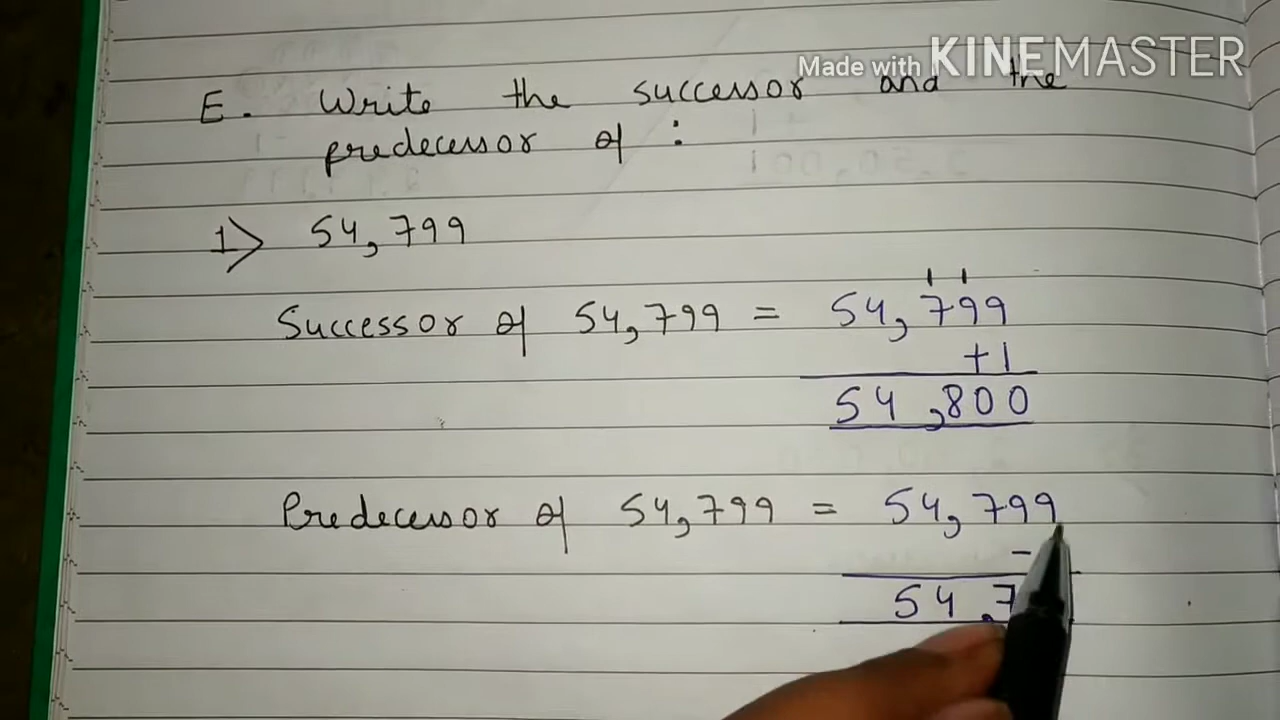 Made with KINEMASTER
E. Write the successor and the
predecessor of :
1> 54,799
Successor of 54,799 = 54,799
+1
54,800
Predecessor of 54,799 = 54,799
-
54,7